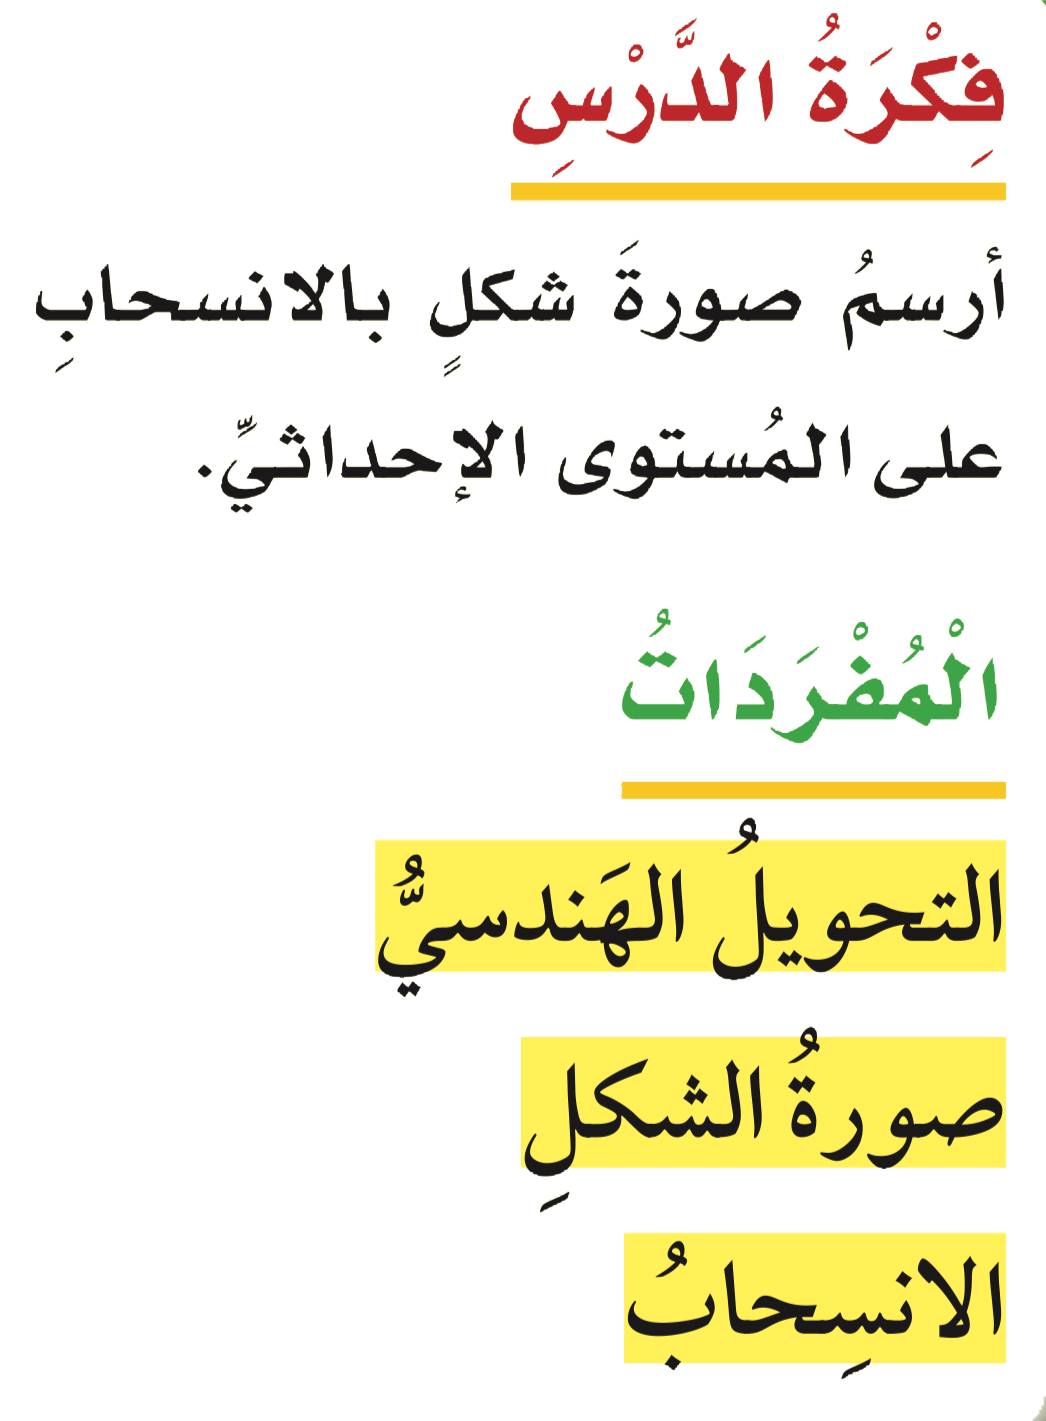 فِكْرَةُ الدَّرْسِ
أرسمُ صورةَ شكلٍ بالانسحابِ
على المُستوى الإحداثيِّ.
الْمُفْرَدَاتُ
التحويلُ الهَندسيُّ
صورةُ الشكلِ
الانسِحابُ